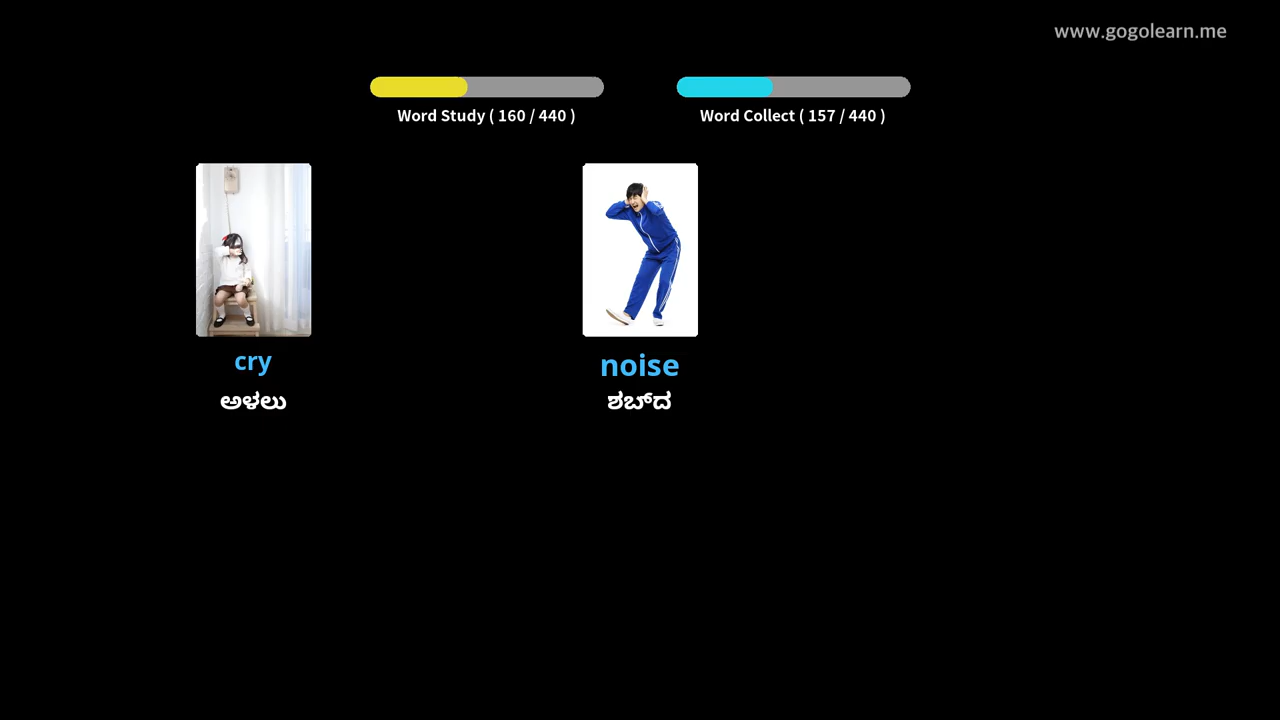 www.gogolearn.me
Word Study ( 160 / 440 )
Word Collect ( 157 / 440 )
cry
noise
ಅಳಲು
ಶಬ್‌ದ